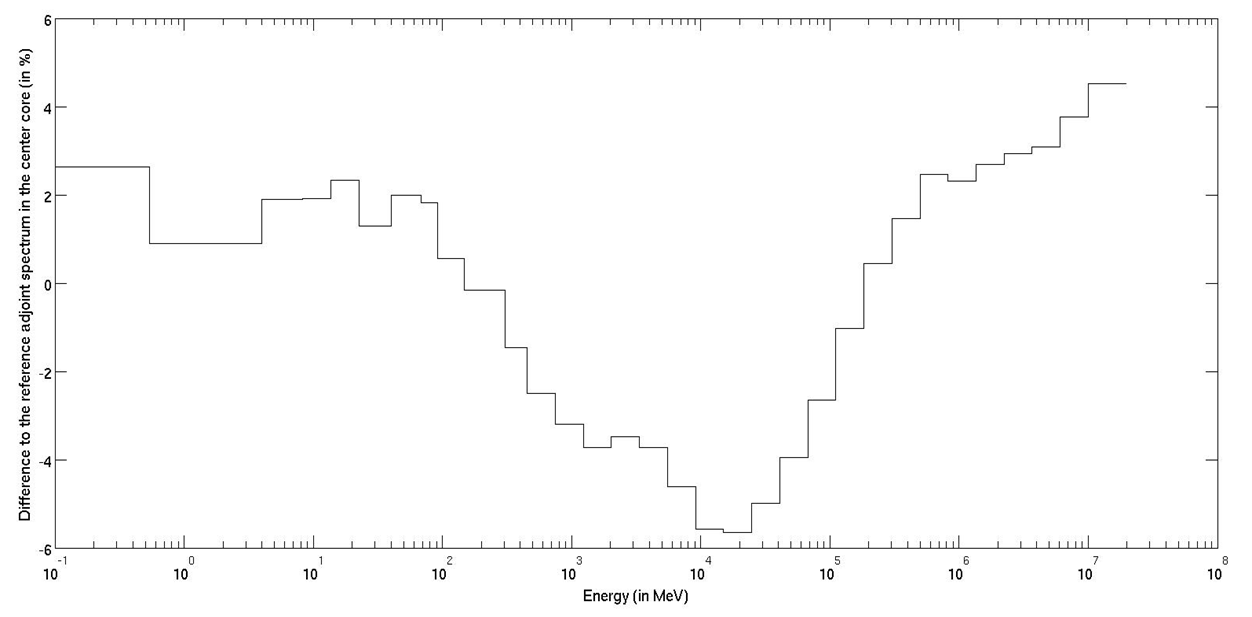 Difference to the reference adjoint spectrum in the center core (in %)
6
4
2
0
-2
-4
-6
10^-1 10^0 10^1 10^2 10^3 10^4 10^5 10^6 10^7 10^8
Energy (in MeV)